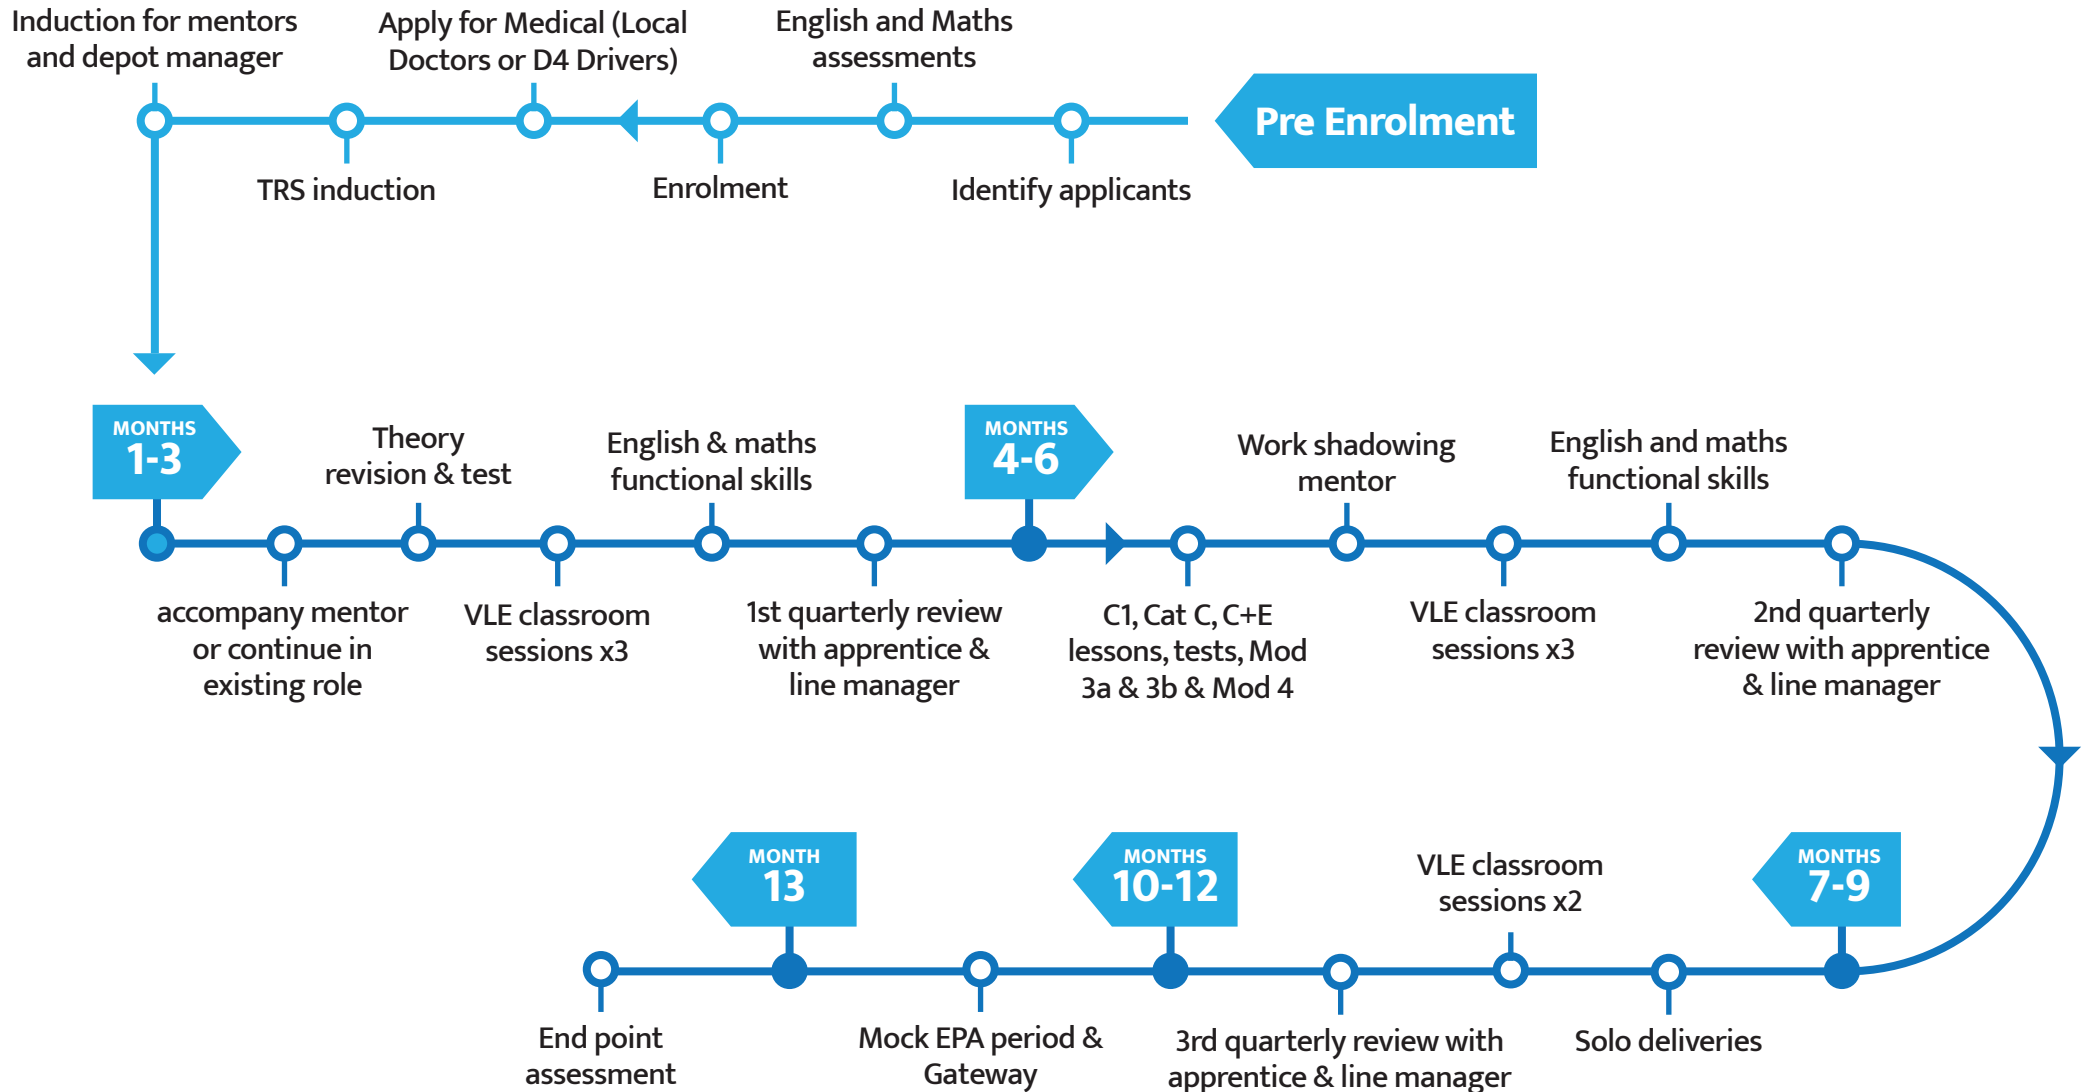 Pre Enrolment
Identify applicants
English and Maths
assessments
Enrolment
Apply for Medical (Local
Doctors or D4 Drivers)
TRS induction
Induction for mentors
and depot manager
MONTHS
1-3
accompany mentor
or continue in
existing role
Theory
revision & test
VLE classroom
sessions x3
English & maths
functional skills
1st quarterly review
with apprentice &
line manager
MONTHS
4-6
C1, Cat C, C+E
lessons, tests, Mod
3a & 3b & Mod 4
Work shadowing
mentor
VLE classroom
sessions x3
English and maths
functional skills
2nd quarterly
review with apprentice
& line manager
MONTHS
7-9
Solo deliveries
VLE classroom
sessions x2
3rd quarterly review with
apprentice & line manager
MONTHS
10-12
Mock EPA period &
Gateway
MONTH
13
End point
assessment